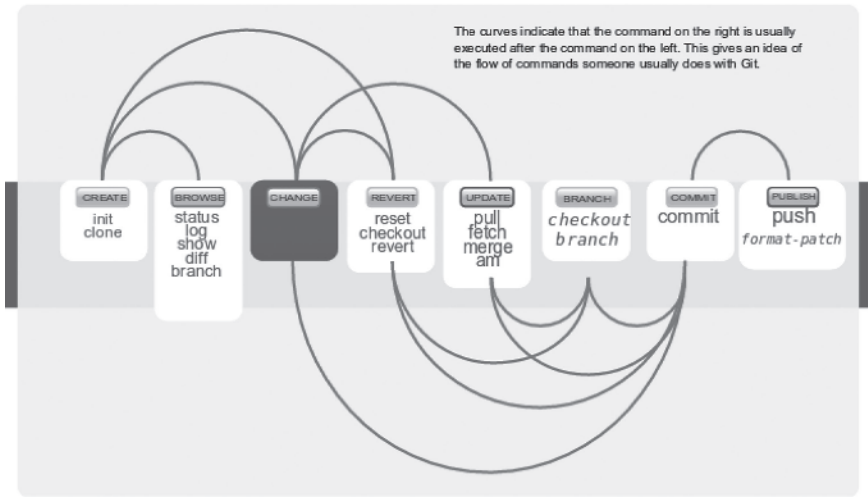 The curves indicate that the command on the right is usually
executed after the command on the left. This gives an idea of
the flow of commands someone usually does with Git.
CREATE
init
clone
BROWSE
status
log
show
diff
branch
CHANGE
REVERT
reset
checkout
revert
UPDATE
pull
fetch
merge
am
BRANCH
checkout
branch
COMMIT
commit
PUBLISH
push
format-patch